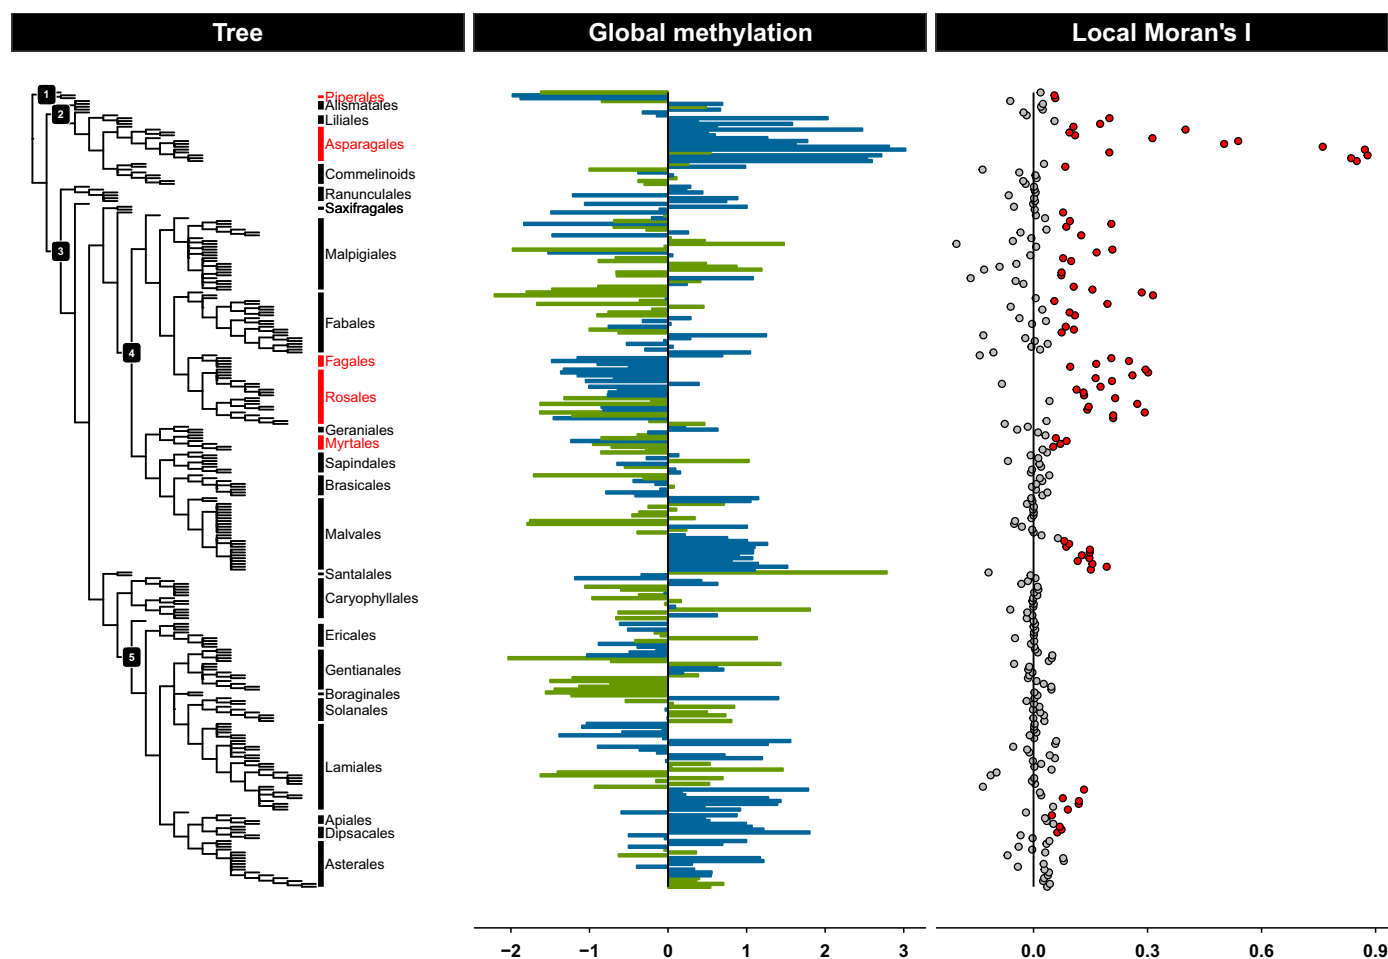 Tree
Global methylation
Local Moran's I
1
2
3
4
5
Piperales
Alismatales
Liliales
Asparagales
Commelinoids
Ranunculales
Saxifragales
Malpigiales
Fabales
Fagales
Rosales
Geraniales
Myrtales
Sapindales
Brasicales
Malvales
Santalales
Caryophyllales
Ericales
Gentianales
Boraginales
Solanales
Lamiales
Apiales
Dipsacales
Asterales
−2 −1 0 1 2 3
0.0 0.3 0.6 0.9